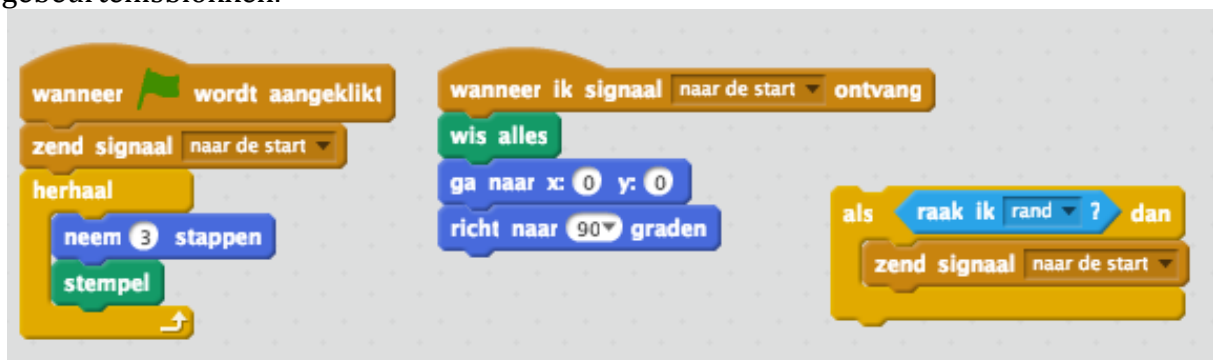 gebeurtenisblokken.
wanneer wordt aangeklikt
zend signaal naar de start
herhaal
neem 3 stappen
stempel
wanneer ik signaal naar de start ontvang
wis alles
ga naar x: 0 y: 0
richt naar 90 graden
als raak ik rand ? dan
zend signaal naar de start